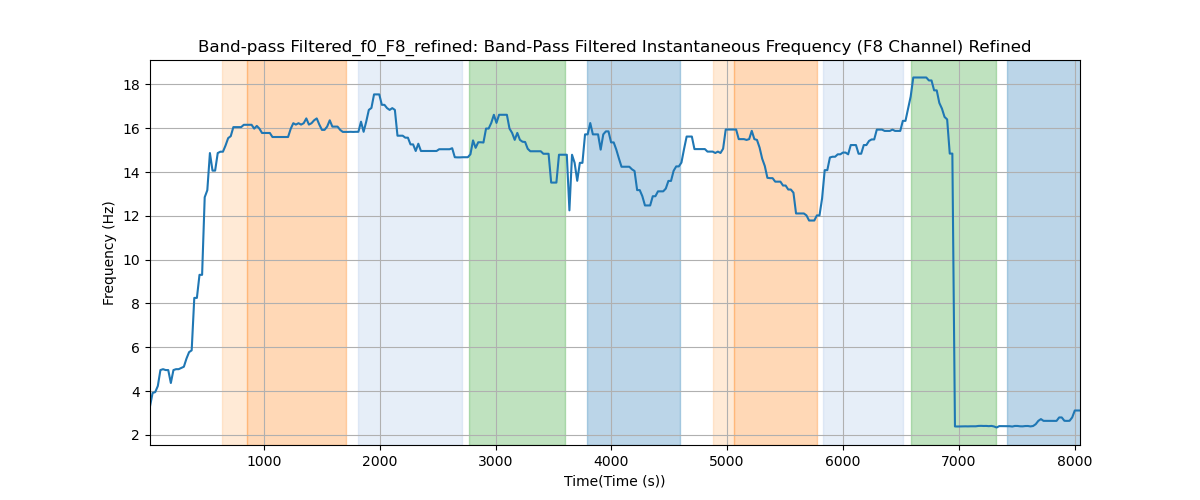 Band-pass Filtered_f0_F8_refined: Band-Pass Filtered Instantaneous Frequency (F8 Channel) Refined
Frequency (Hz)
18
16
14
12
10
8
6
4
2
1000 2000 3000 4000 5000 6000 7000 8000
Time(Time (s))